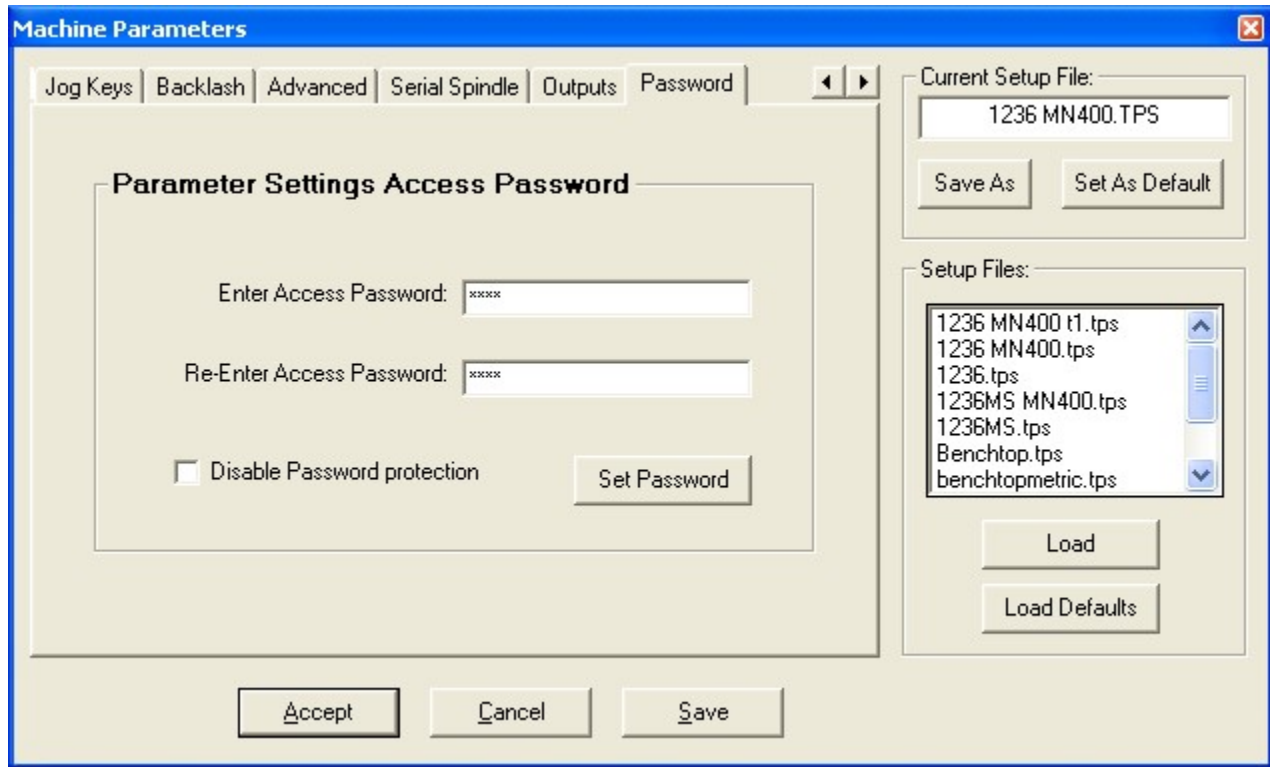 Machine Parameters
Jog Keys Backlash Advanced Serial Spindle Outputs Password
Parameter Settings Access Password
Enter Access Password: ****
Re-Enter Access Password: ****
Disable Password protection
Set Password
Current Setup File:
1236 MN400.TPS
Save As Set As Default
Setup Files:
1236 MN400 t1.tps
1236 MN400.tps
1236.tps
1236MS MN400.tps
1236MS.tps
Benchtop.tps
benchtopmetric.tps
Load
Load Defaults
Accept Cancel Save